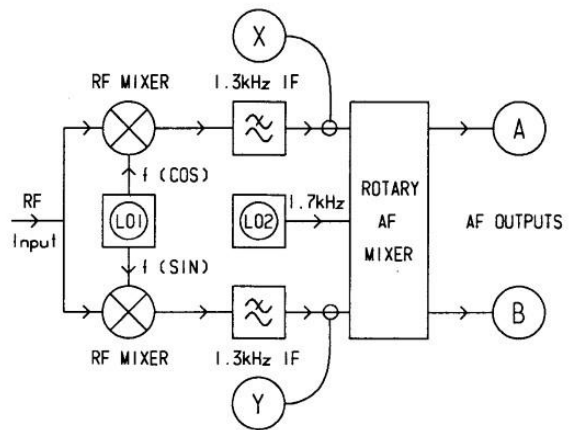 X
RF MIXER
1.3kHz IF
A
f (COS)
RF
Input
LO1
LO2
1.7kHz
ROTARY
AF
MIXER
AF OUTPUTS
f (SIN)
B
RF MIXER
1.3kHz IF
Y